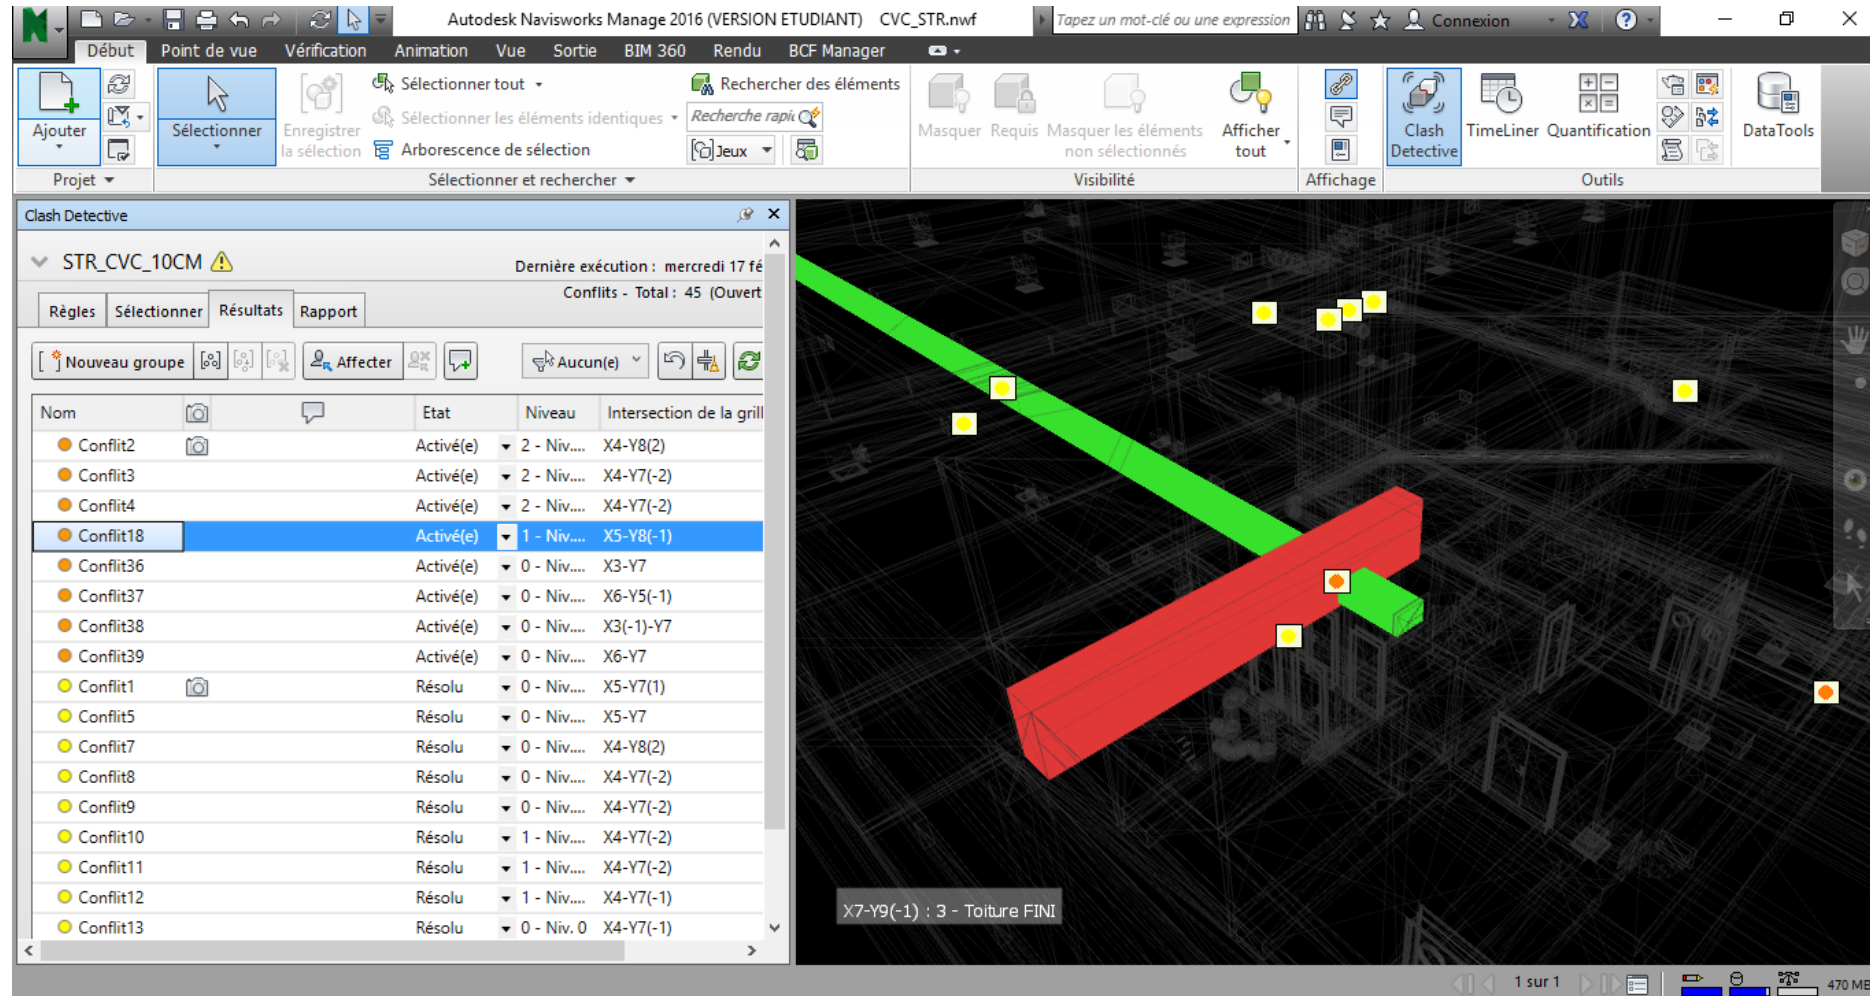 Autodesk Navisworks Manage 2016 (VERSION ETUDIANT) CVC_STR.nwf
Tapez un mot-clé ou une expression
Connexion
Début Point de vue Vérification Animation Vue Sortie BIM 360 Rendu BCF Manager
Ajouter
Projet
Sélectionner
Enregistrer
la sélection
Sélectionner tout
Sélectionner les éléments identiques
Arborescence de sélection
Rechercher des éléments
Recherche rapi
Jeux
Sélectionner et rechercher
Masquer
Requis
Masquer les éléments
non sélectionnés
Afficher
tout
Visibilité
Affichage
Clash
Detective
TimeLiner
Quantification
DataTools
Outils
Clash Detective
STR_CVC_10CM
Dernière exécution : mercredi 17 fé
Conflits - Total : 45 (Ouvert
Règles Sélectionner Résultats Rapport
Nouveau groupe
Affecter
Aucun(e)
Nom Etat Niveau Intersection de la grill
Conflit2 Activé(e) 2 - Niv.... X4-Y8(2)
Conflit3 Activé(e) 2 - Niv.... X4-Y7(-2)
Conflit4 Activé(e) 2 - Niv.... X4-Y7(-2)
Conflit18 Activé(e) 1 - Niv.... X5-Y8(-1)
Conflit36 Activé(e) 0 - Niv.... X3-Y7
Conflit37 Activé(e) 0 - Niv.... X6-Y5(-1)
Conflit38 Activé(e) 0 - Niv.... X3(-1)-Y7
Conflit39 Activé(e) 0 - Niv.... X6-Y7
Conflit1 Résolu 0 - Niv.... X5-Y7(1)
Conflit5 Résolu 0 - Niv.... X5-Y7
Conflit7 Résolu 0 - Niv.... X4-Y8(2)
Conflit8 Résolu 0 - Niv.... X4-Y7(-2)
Conflit9 Résolu 0 - Niv.... X4-Y7(-2)
Conflit10 Résolu 1 - Niv.... X4-Y7(-2)
Conflit11 Résolu 1 - Niv.... X4-Y7(-2)
Conflit12 Résolu 1 - Niv.... X4-Y7(-1)
Conflit13 Résolu 0 - Niv. 0 X4-Y7(-1)
X7-Y9(-1) : 3 - Toiture FINI
1 sur 1
470 ME